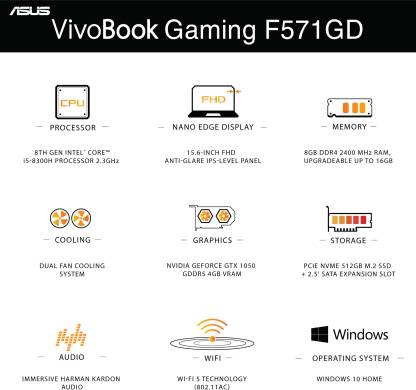 ASUS
VivoBook Gaming F571GD
CPU
FHD
PROCESSOR
NANO EDGE DISPLAY
MEMORY
8TH GEN INTEL® CORE™
i5-8300H PROCESSOR 2.3GHz
15.6-INCH FHD
ANTI-GLARE IPS-LEVEL PANEL
8GB DDR4 2400 MHz RAM,
UPGRADEABLE UP TO 16GB
COOLING
GRAPHICS
STORAGE
DUAL FAN COOLING
SYSTEM
NVIDIA GEFORCE GTX 1050
GDDR5 4GB VRAM
PCIE NVME 512GB M.2 SSD
+ 2.5' SATA EXPANSION SLOT
Windows
AUDIO
WIFI
OPERATING SYSTEM
IMMERSIVE HARMAN KARDON
AUDIO
WI-FI 5 TECHNOLOGY
(802.11AC)
WINDOWS 10 HOME